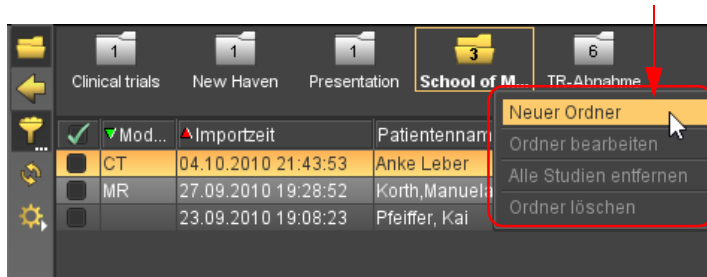 1 1 1 3 6
Clinical trials New Haven Presentation School of M... TR-Abnahme
Neuer Ordner
Ordner bearbeiten
Alle Studien entfernen
Ordner löschen
Mod... Importzeit Patientennam
CT 04.10.2010 21:43:53 Anke Leber
MR 27.09.2010 19:28:52 Korth,Manuela
23.09.2010 19:08:23 Pfeiffer, Kai